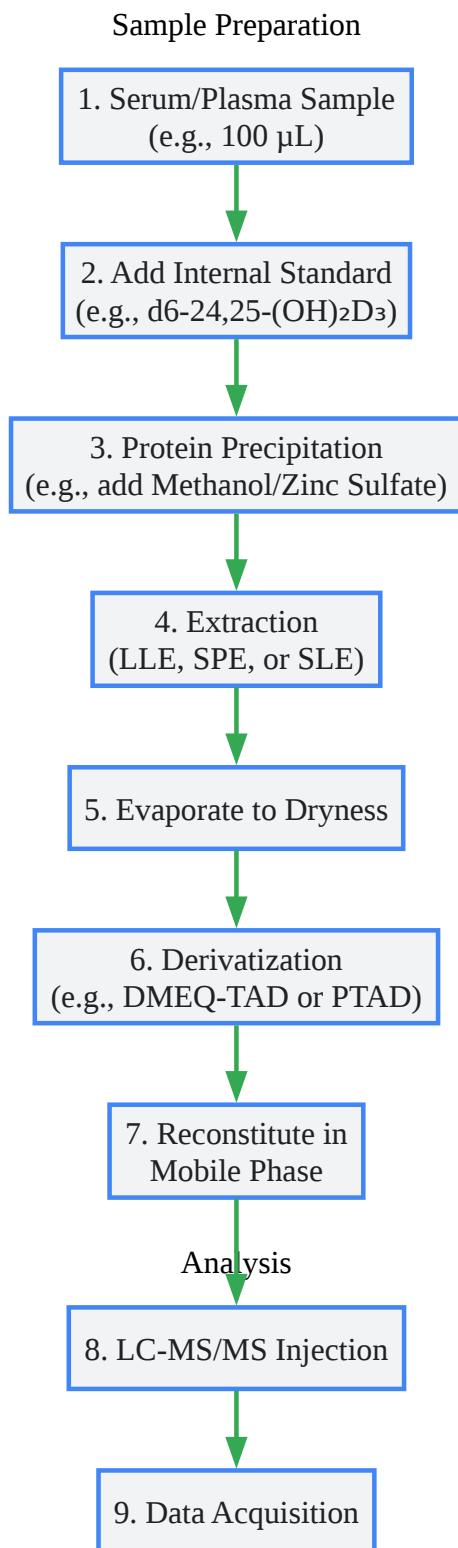 Sample Preparation
1. Serum/Plasma Sample
(e.g., 100 µL)
2. Add Internal Standard
(e.g., d6-24,25-(OH)₂D₃)
3. Protein Precipitation
(e.g., add Methanol/Zinc Sulfate)
4. Extraction
(LLE, SPE, or SLE)
5. Evaporate to Dryness
6. Derivatization
(e.g., DMEQ-TAD or PTAD)
7. Reconstitute in
Mobile Phase
Analysis
8. LC-MS/MS Injection
9. Data Acquisition